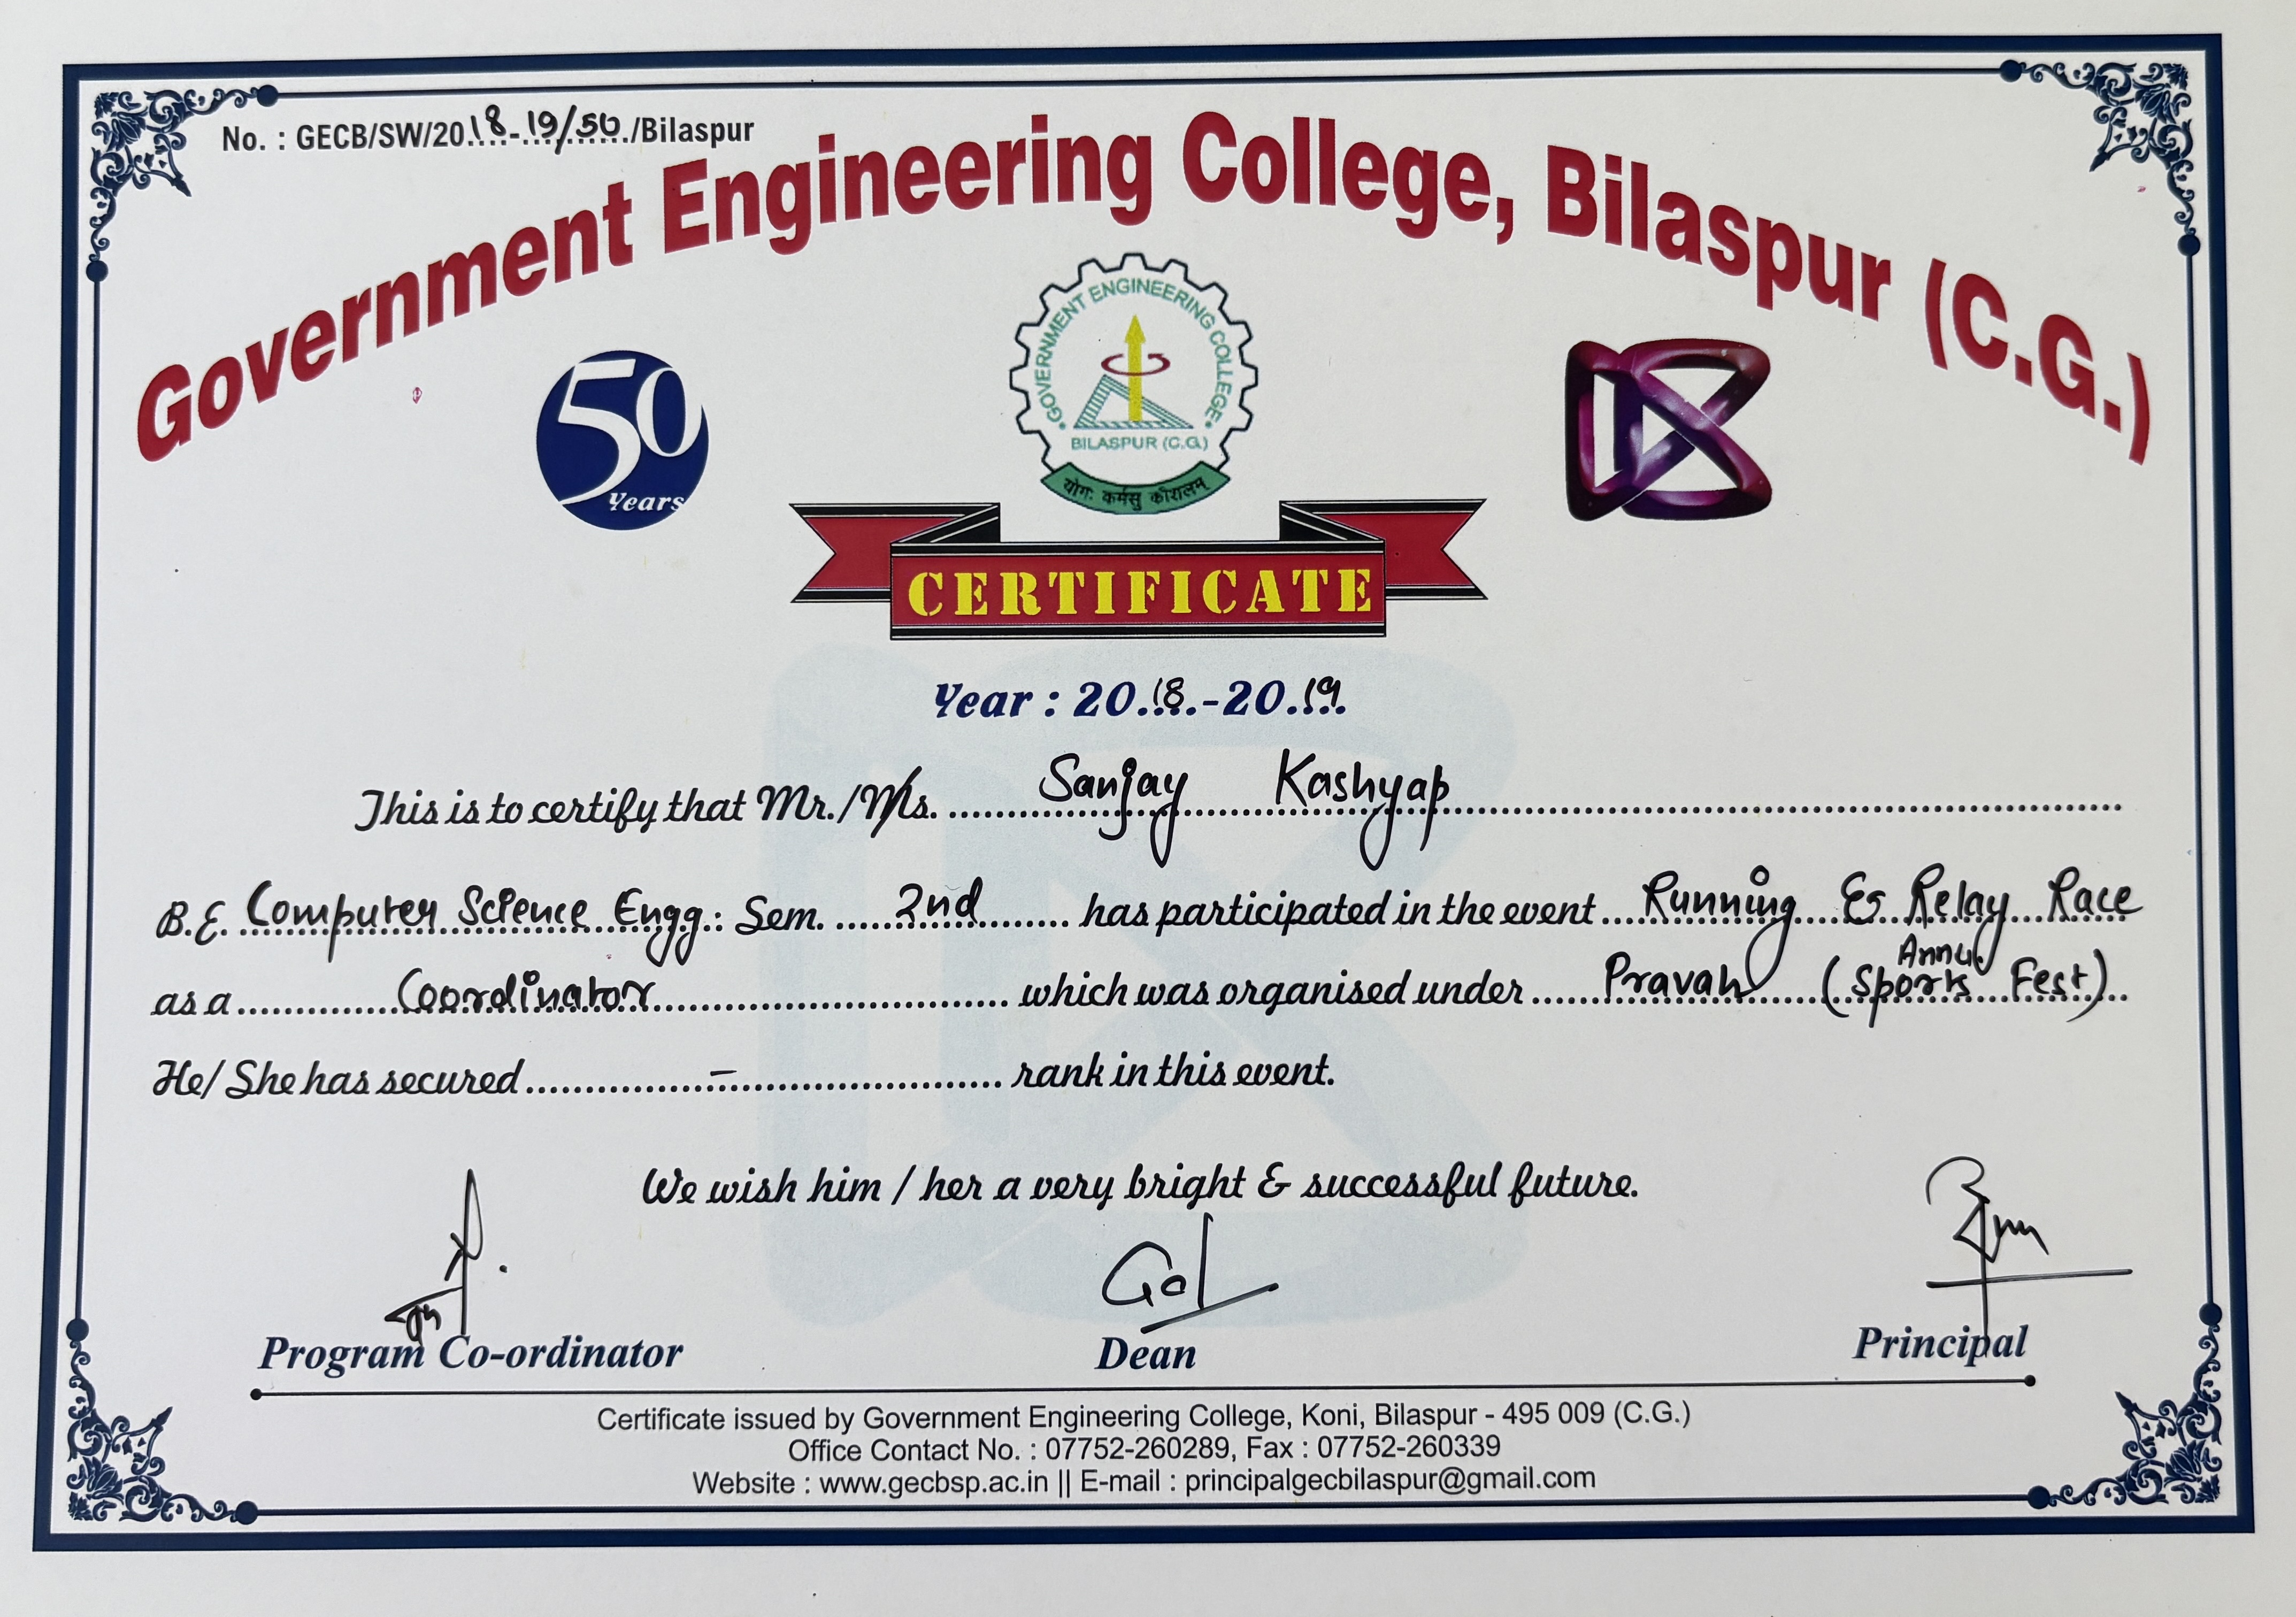 No. : GECB/SW/2018-19/50/Bilaspur
Government Engineering College, Bilaspur (C.G.)
50
Years
GOVERNMENT ENGINEERING COLLEGE
BILASPUR (C.G.)
योगः कर्मसु कौशलम्
CERTIFICATE
Year : 2018-2019
This is to certify that Mr./Ms. Sanjay Kashyap
B.E. Computer Science Engg.: Sem. 2nd has participated in the event Running & Relay Race
as a Coordinator which was organised under Pravah (Annual Sports Fest)
He/ She has secured – rank in this event.
We wish him / her a very bright & successful future.
Program Co-ordinator
Dean
Principal
Certificate issued by Government Engineering College, Koni, Bilaspur - 495 009 (C.G.)
Office Contact No. : 07752-260289, Fax : 07752-260339
Website : www.gecbsp.ac.in || E-mail : principalgecbilaspur@gmail.com